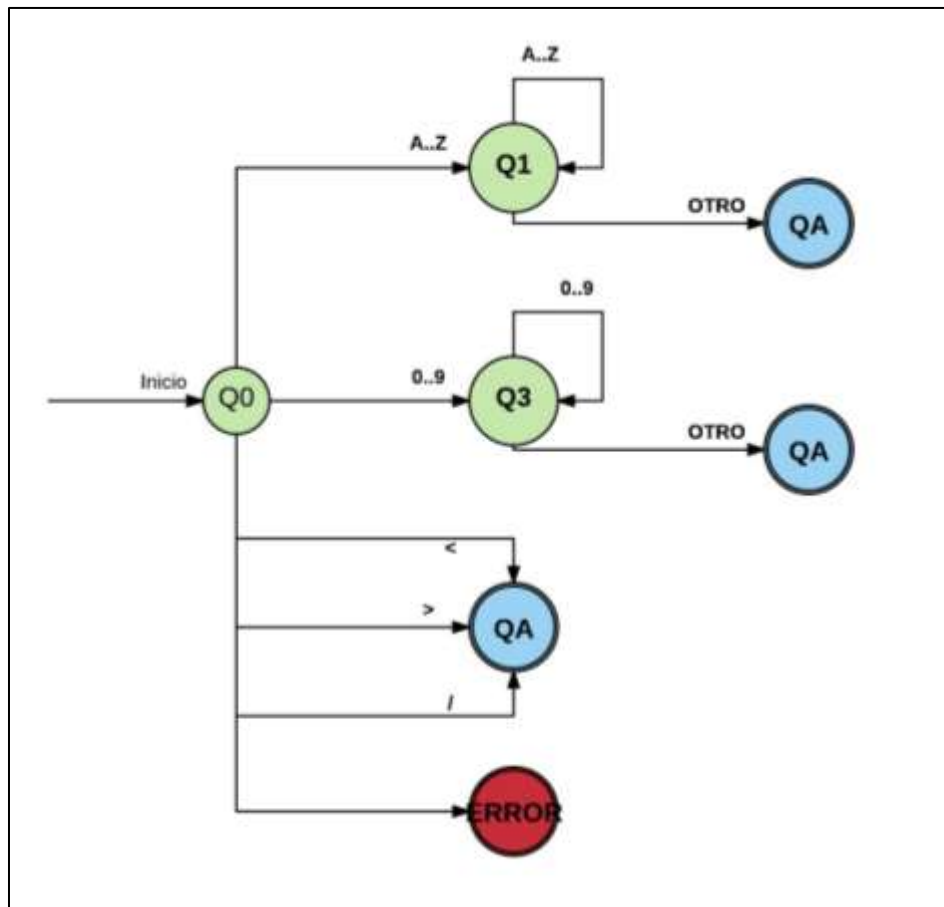 A..Z
A..Z
Q1
OTRO
QA
0..9
Inicio
Q0
0..9
Q3
OTRO
QA
<
>
QA
/
ERROR